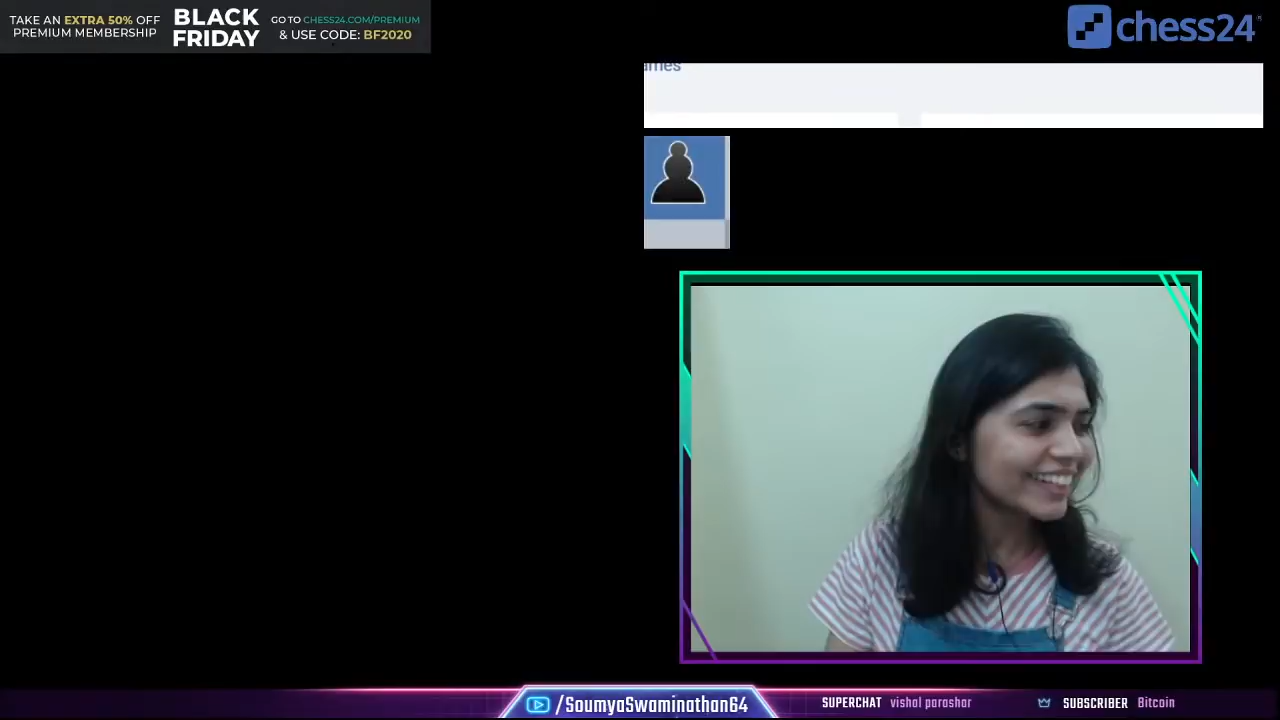 TAKE AN EXTRA 50% OFF
PREMIUM MEMBERSHIP
BLACK
FRIDAY
GO TO CHESS24.COM/PREMIUM
& USE CODE: BF2020
chess24
/SoumyaSwaminathan64
SUPERCHAT vishal parashar
SUBSCRIBER Bitcoin